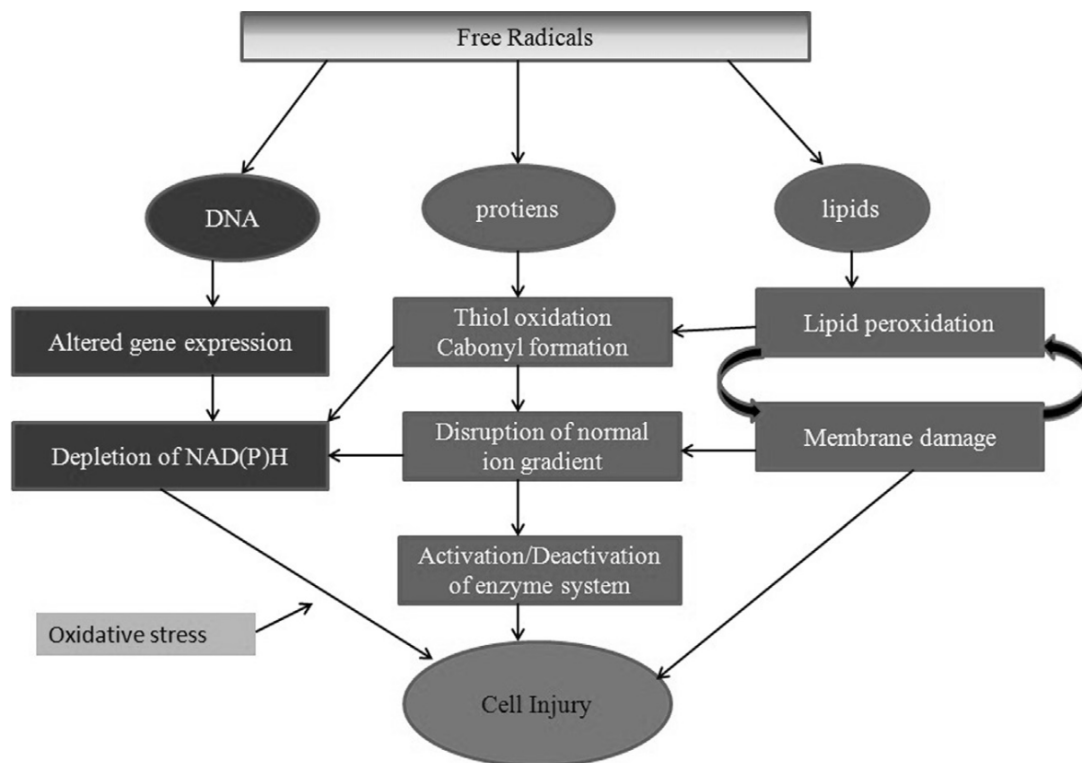 Free Radicals
DNA
protiens
lipids
Altered gene expression
Thiol oxidation
Cabonyl formation
Lipid peroxidation
Depletion of NAD(P)H
Disruption of normal
ion gradient
Membrane damage
Activation/Deactivation
of enzyme system
Oxidative stress
Cell Injury